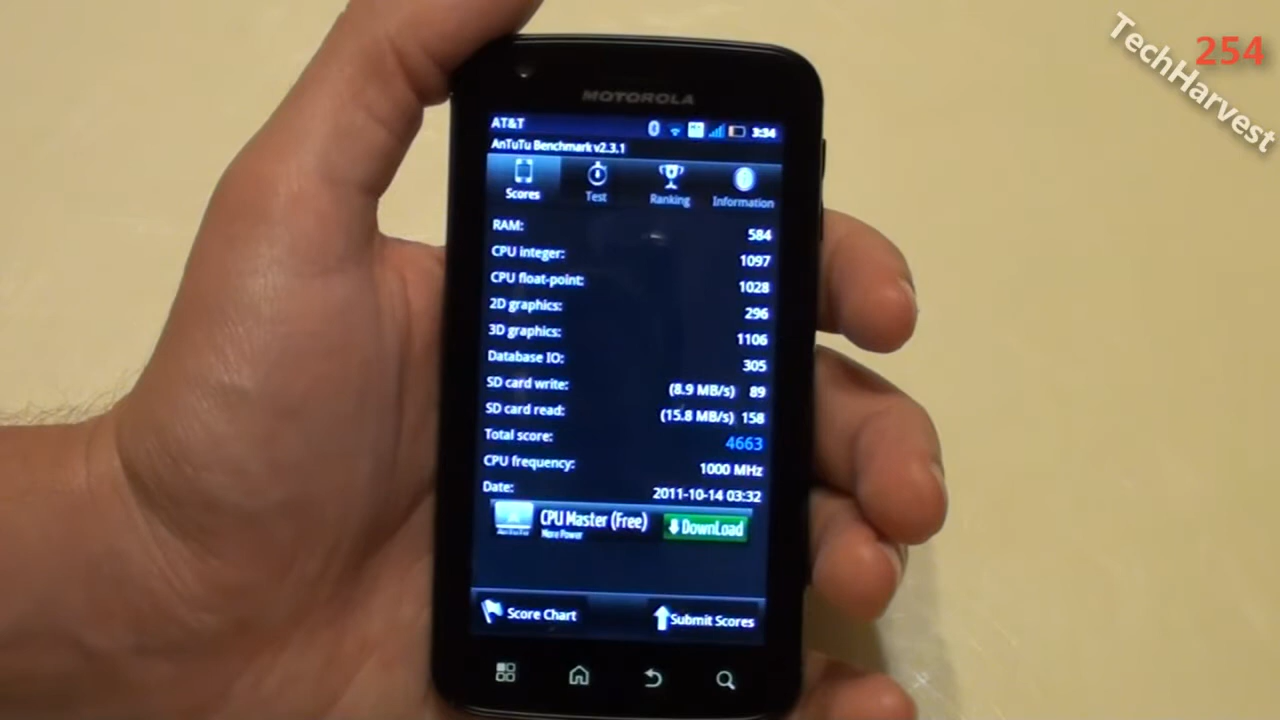 TechHarvest
254
MOTOROLA
AT&T 3:34
AnTuTu Benchmark v2.3.1
Scores Test Ranking Information
RAM: 584
CPU integer: 1097
CPU float-point: 1028
2D graphics: 296
3D graphics: 1106
Database IO: 305
SD card write: (8.9 MB/s) 89
SD card read: (15.8 MB/s) 158
Total score: 4663
CPU frequency: 1000 MHz
Date: 2011-10-14 03:32
CPU Master (Free) DownLoad
More Power
Score Chart Submit Scores